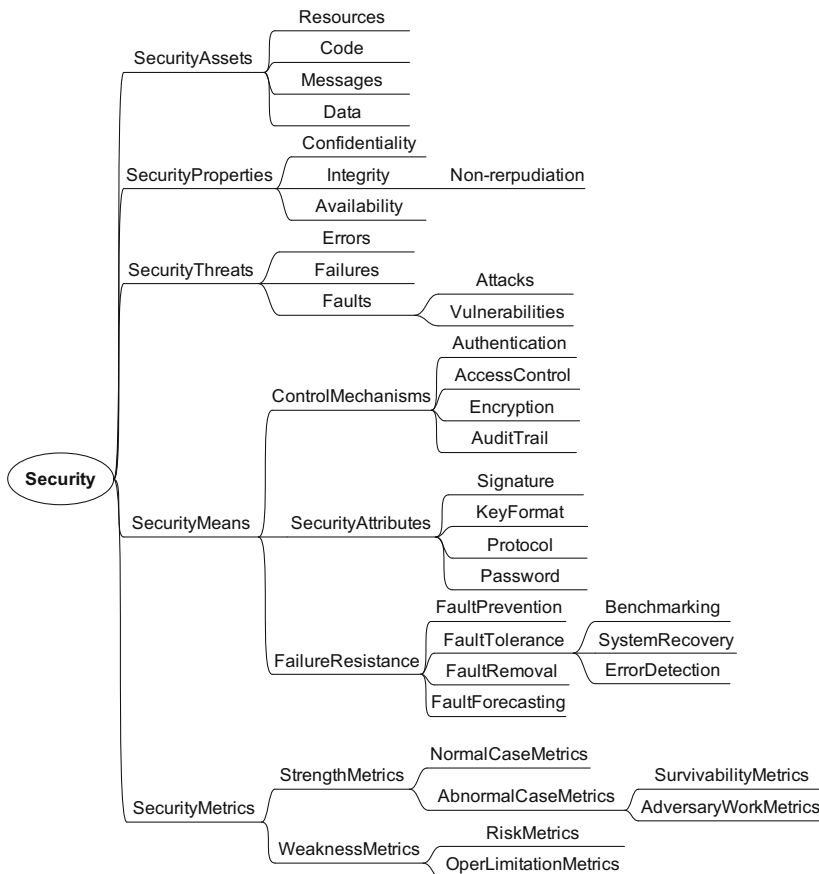 Resources
SecurityAssets
Code
Messages
Data
Confidentiality
SecurityProperties
Integrity
Non-rerpudiation
Availability
Errors
SecurityThreats
Failures
Attacks
Faults
Vulnerabilities
Authentication
ControlMechanisms
AccessControl
Encryption
AuditTrail
Security
Signature
SecurityMeans
SecurityAttributes
KeyFormat
Protocol
Password
FaultPrevention
Benchmarking
FaultTolerance
SystemRecovery
FailureResistance
FaultRemoval
ErrorDetection
FaultForecasting
NormalCaseMetrics
StrengthMetrics
SurvivabilityMetrics
AbnormalCaseMetrics
SecurityMetrics
AdversaryWorkMetrics
RiskMetrics
WeaknessMetrics
OperLimitationMetrics